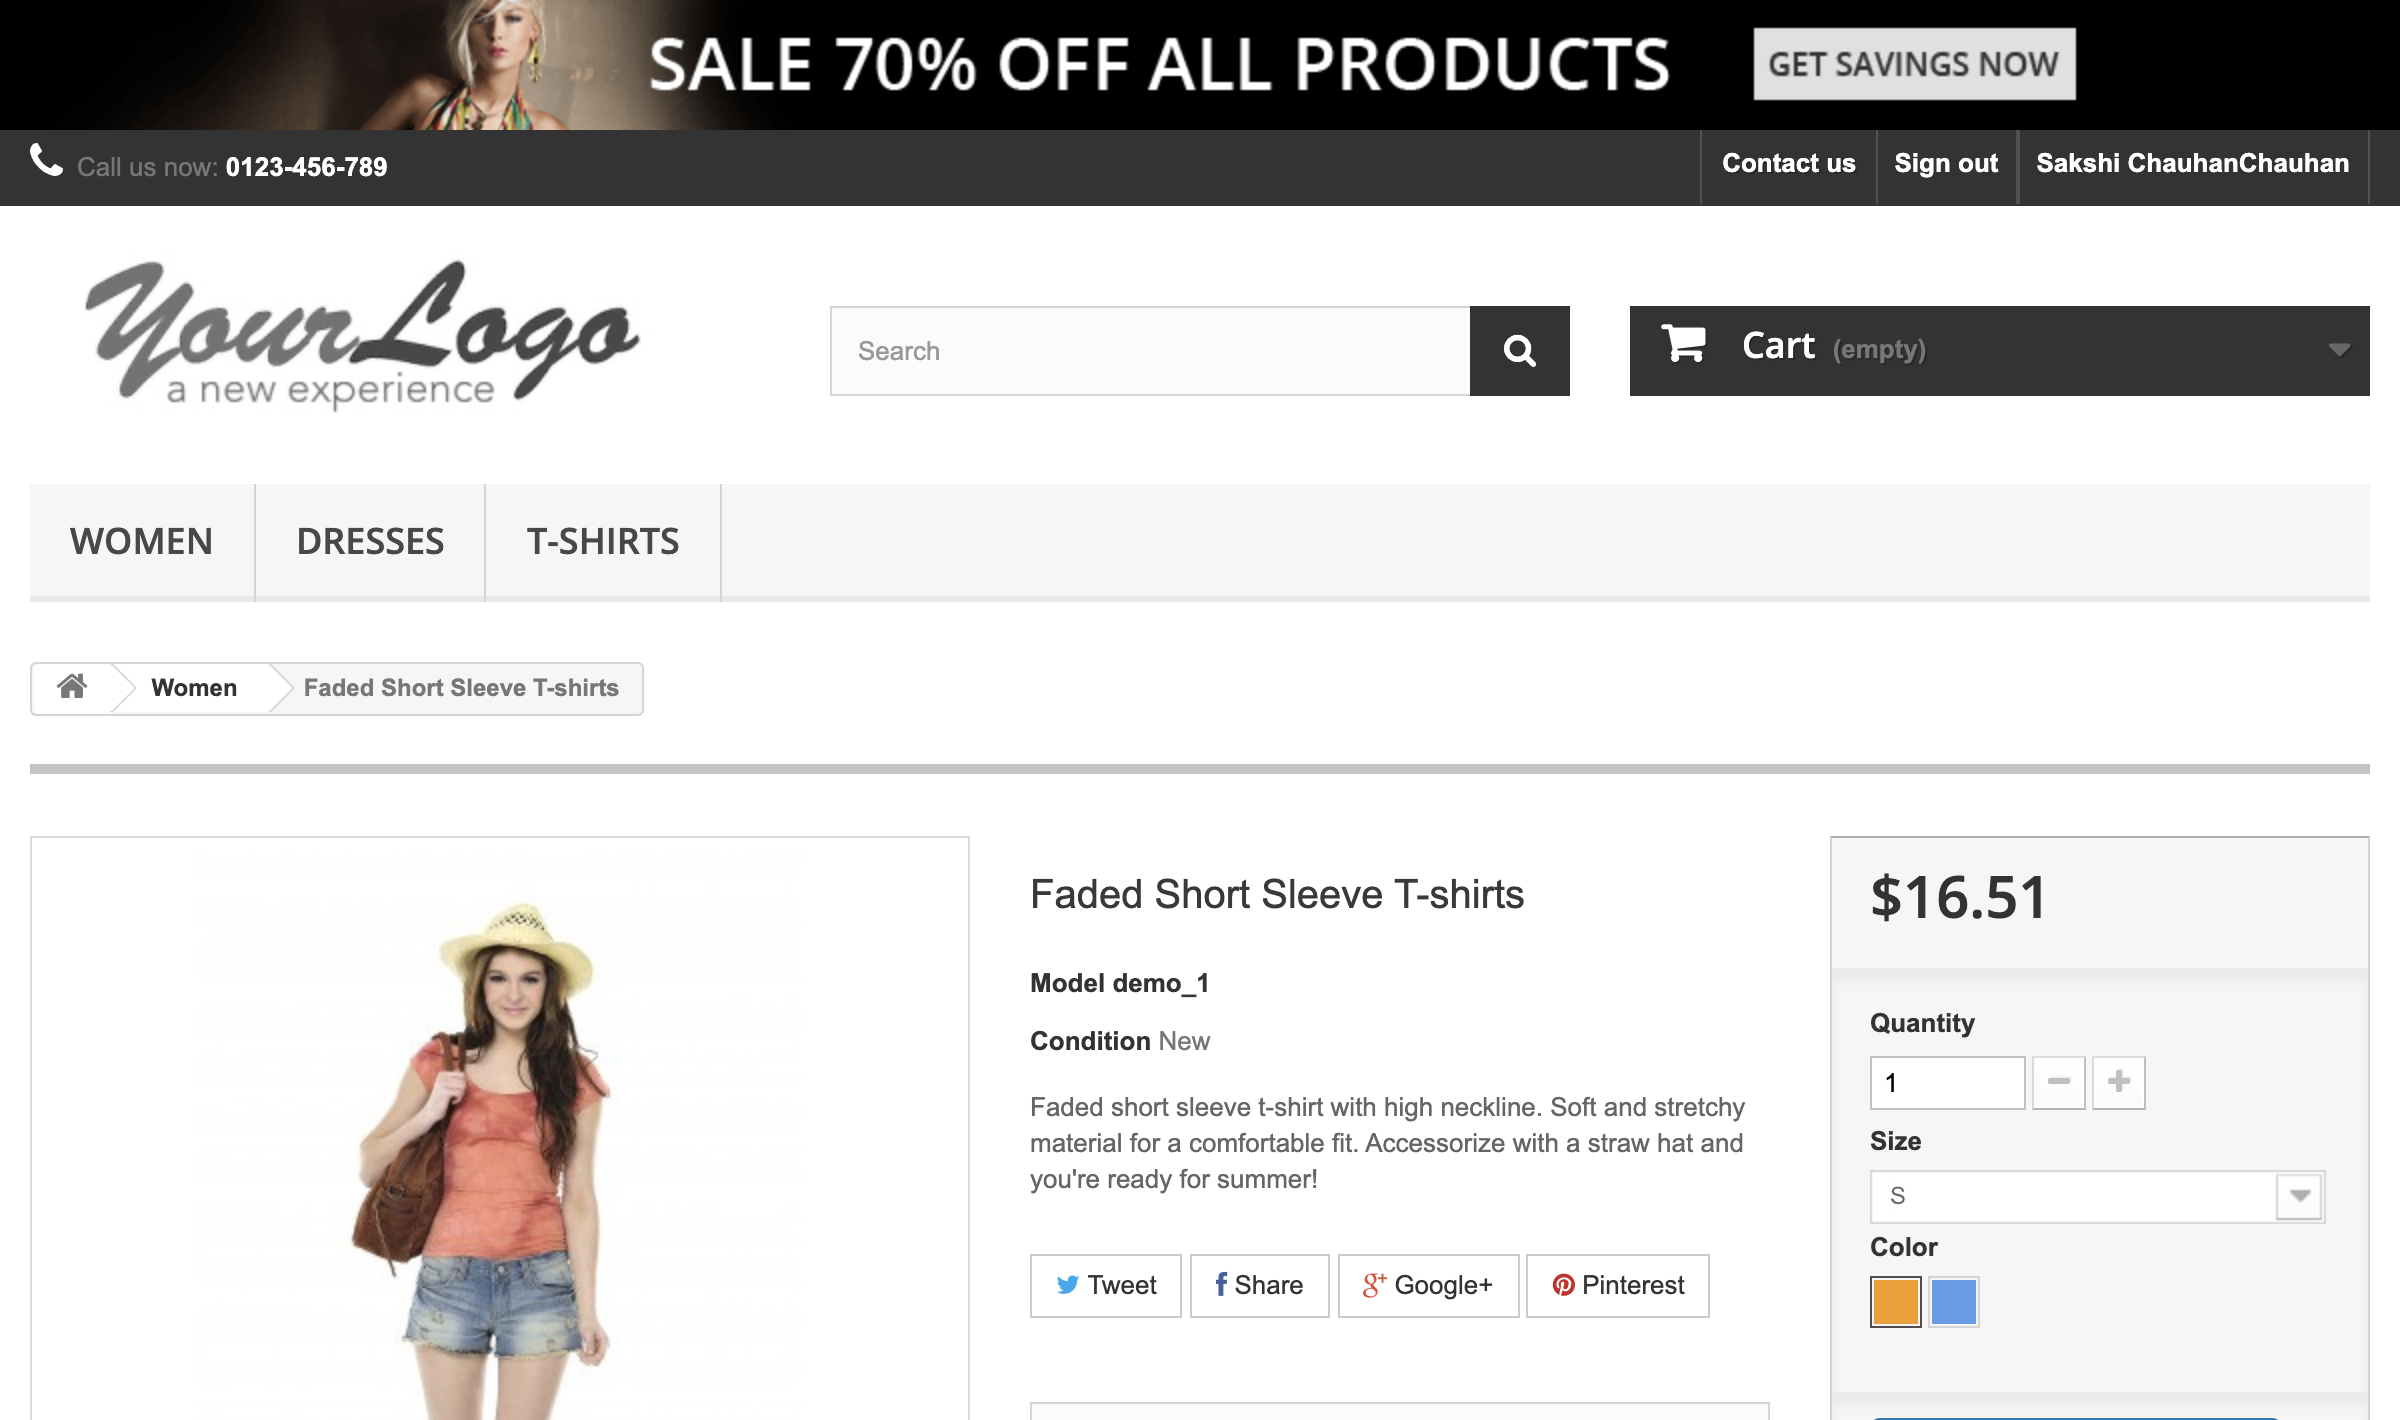 SALE 70% OFF ALL PRODUCTS
GET SAVINGS NOW
Call us now: 0123-456-789
Contact us
Sign out
Sakshi ChauhanChauhan
YourLogo
a new experience
Search
Cart (empty)
WOMEN
DRESSES
T-SHIRTS
Women
Faded Short Sleeve T-shirts
Faded Short Sleeve T-shirts
Model demo_1
Condition New
Faded short sleeve t-shirt with high neckline. Soft and stretchy
material for a comfortable fit. Accessorize with a straw hat and
you're ready for summer!
Tweet
Share
Google+
Pinterest
$16.51
Quantity
1
Size
S
Color